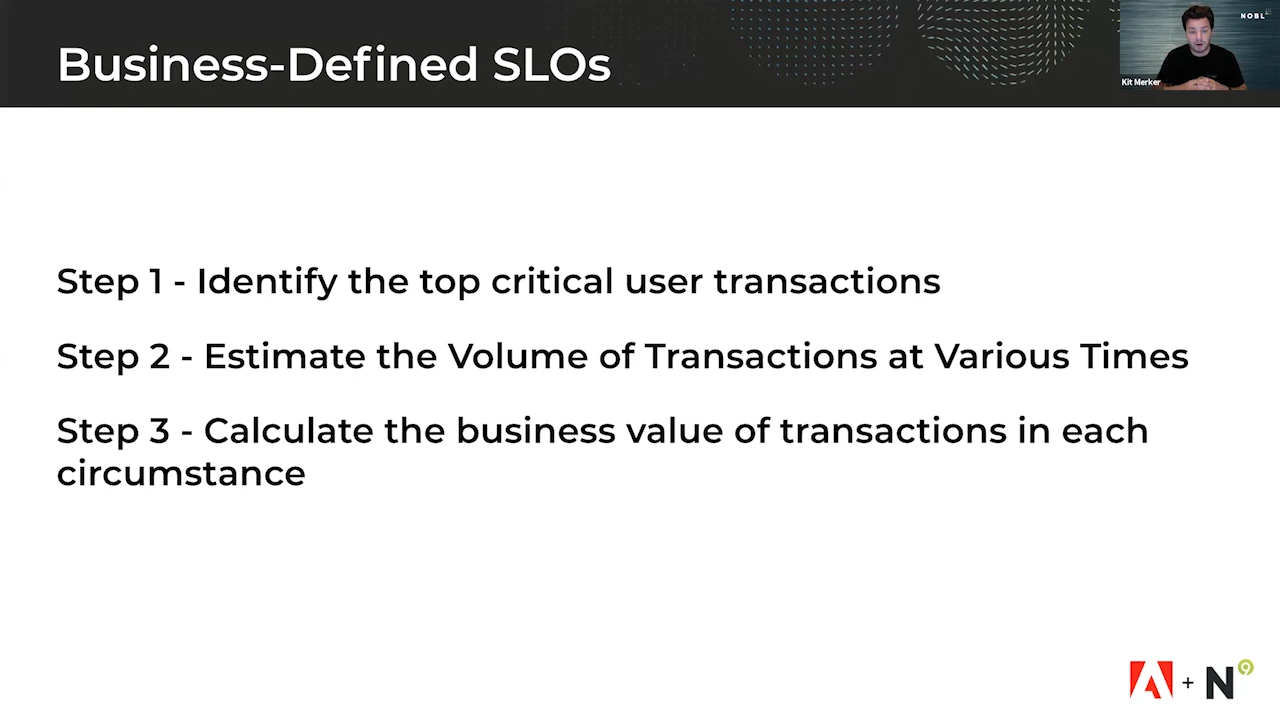 Business-Defined SLOs
NOBL
Kit Merker
Step 1 - Identify the top critical user transactions
Step 2 - Estimate the Volume of Transactions at Various Times
Step 3 - Calculate the business value of transactions in each
circumstance
+ N9